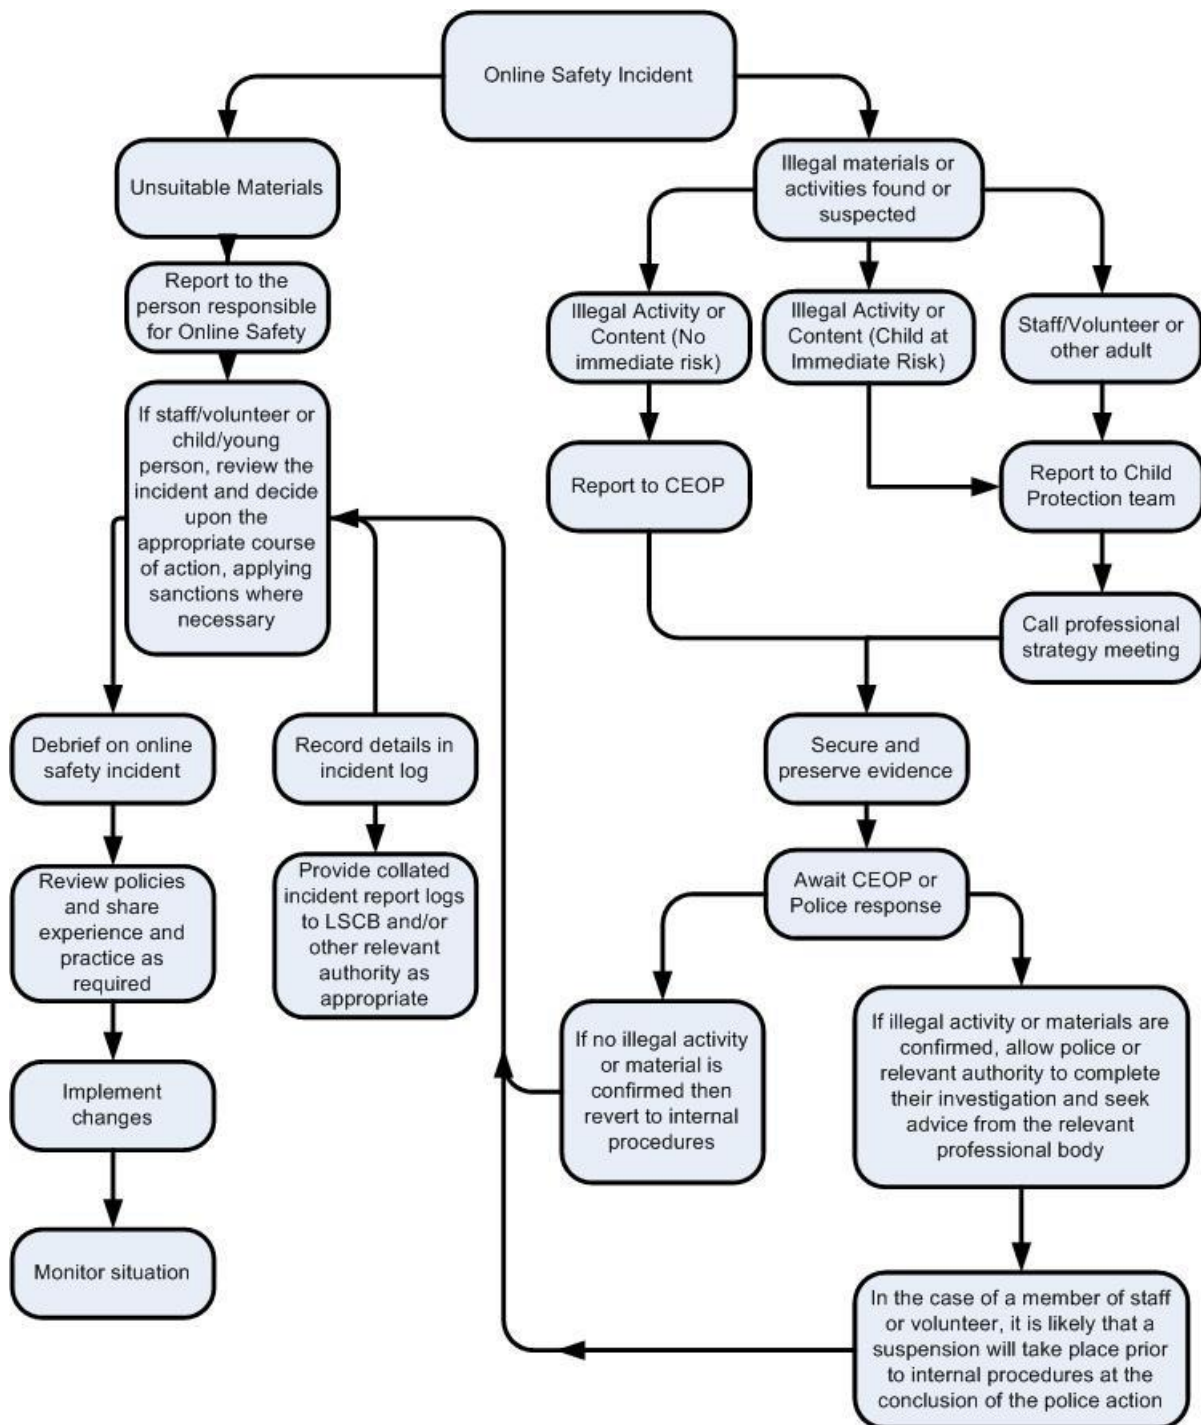 Online Safety Incident
Unsuitable Materials
Illegal materials or
activities found or
suspected
Report to the
person responsible
for Online Safety
Illegal Activity or
Content (No
immediate risk)
Illegal Activity or
Content (Child at
Immediate Risk)
Staff/Volunteer or
other adult
If staff/volunteer or
child/young
person, review the
incident and decide
upon the
appropriate course
of action, applying
sanctions where
necessary
Report to CEOP
Report to Child
Protection team
Call professional
strategy meeting
Debrief on online
safety incident
Record details in
incident log
Secure and
preserve evidence
Review policies
and share
experience and
practice as
required
Provide collated
incident report logs
to LSCB and/or
other relevant
authority as
appropriate
Await CEOP or
Police response
If no illegal activity
or material is
confirmed then
revert to internal
procedures
If illegal activity or materials are
confirmed, allow police or
relevant authority to complete
their investigation and seek
advice from the relevant
professional body
Implement
changes
Monitor situation
In the case of a member of staff
or volunteer, it is likely that a
suspension will take place prior
to internal procedures at the
conclusion of the police action